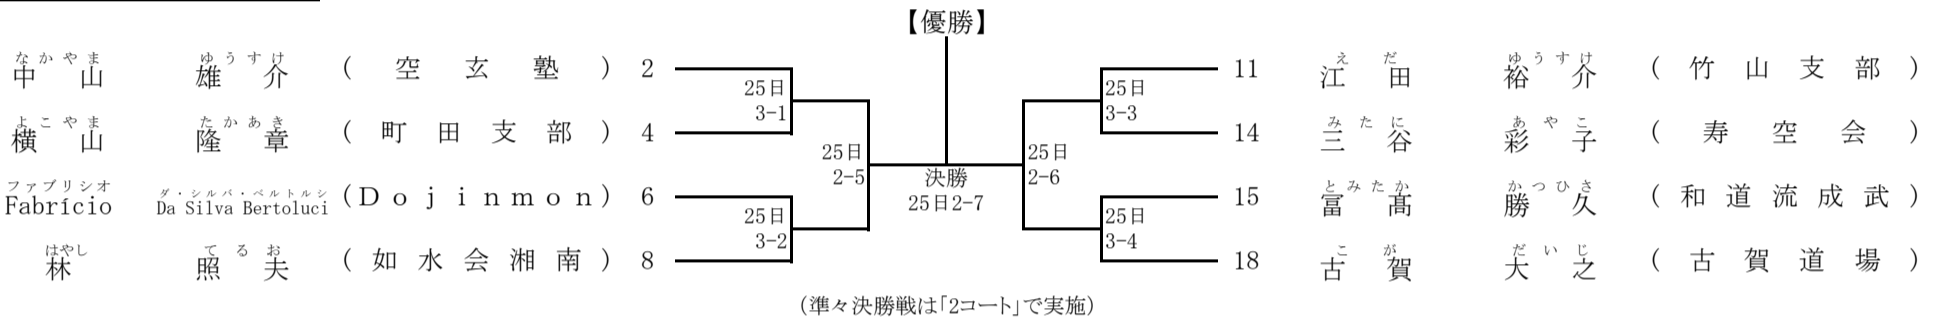 【優勝】
なかやま ゆうすけ
中山 雄介 (空玄塾) 2
よこやま たかあき
横山 隆章 (町田支部) 4
ファブリシオ ダ・シルバ・ベルトルシ
Fabrício Da Silva Bertoluci (Dojinmon) 6
はやし てるお
林 照夫 (如水会湘南) 8
25日
3-1
25日
3-2
25日
2-5
決勝
25日2-7
25日
2-6
25日
3-3
25日
3-4
えだ ゆうすけ
11 江田 裕介 (竹山支部)
みたに あやこ
14 三谷 彩子 (寿空会)
とみたか かつひさ
15 富髙 勝久 (和道流成武)
こが だいじ
18 古賀 大之 (古賀道場)
(準々決勝戦は「2コート」で実施)